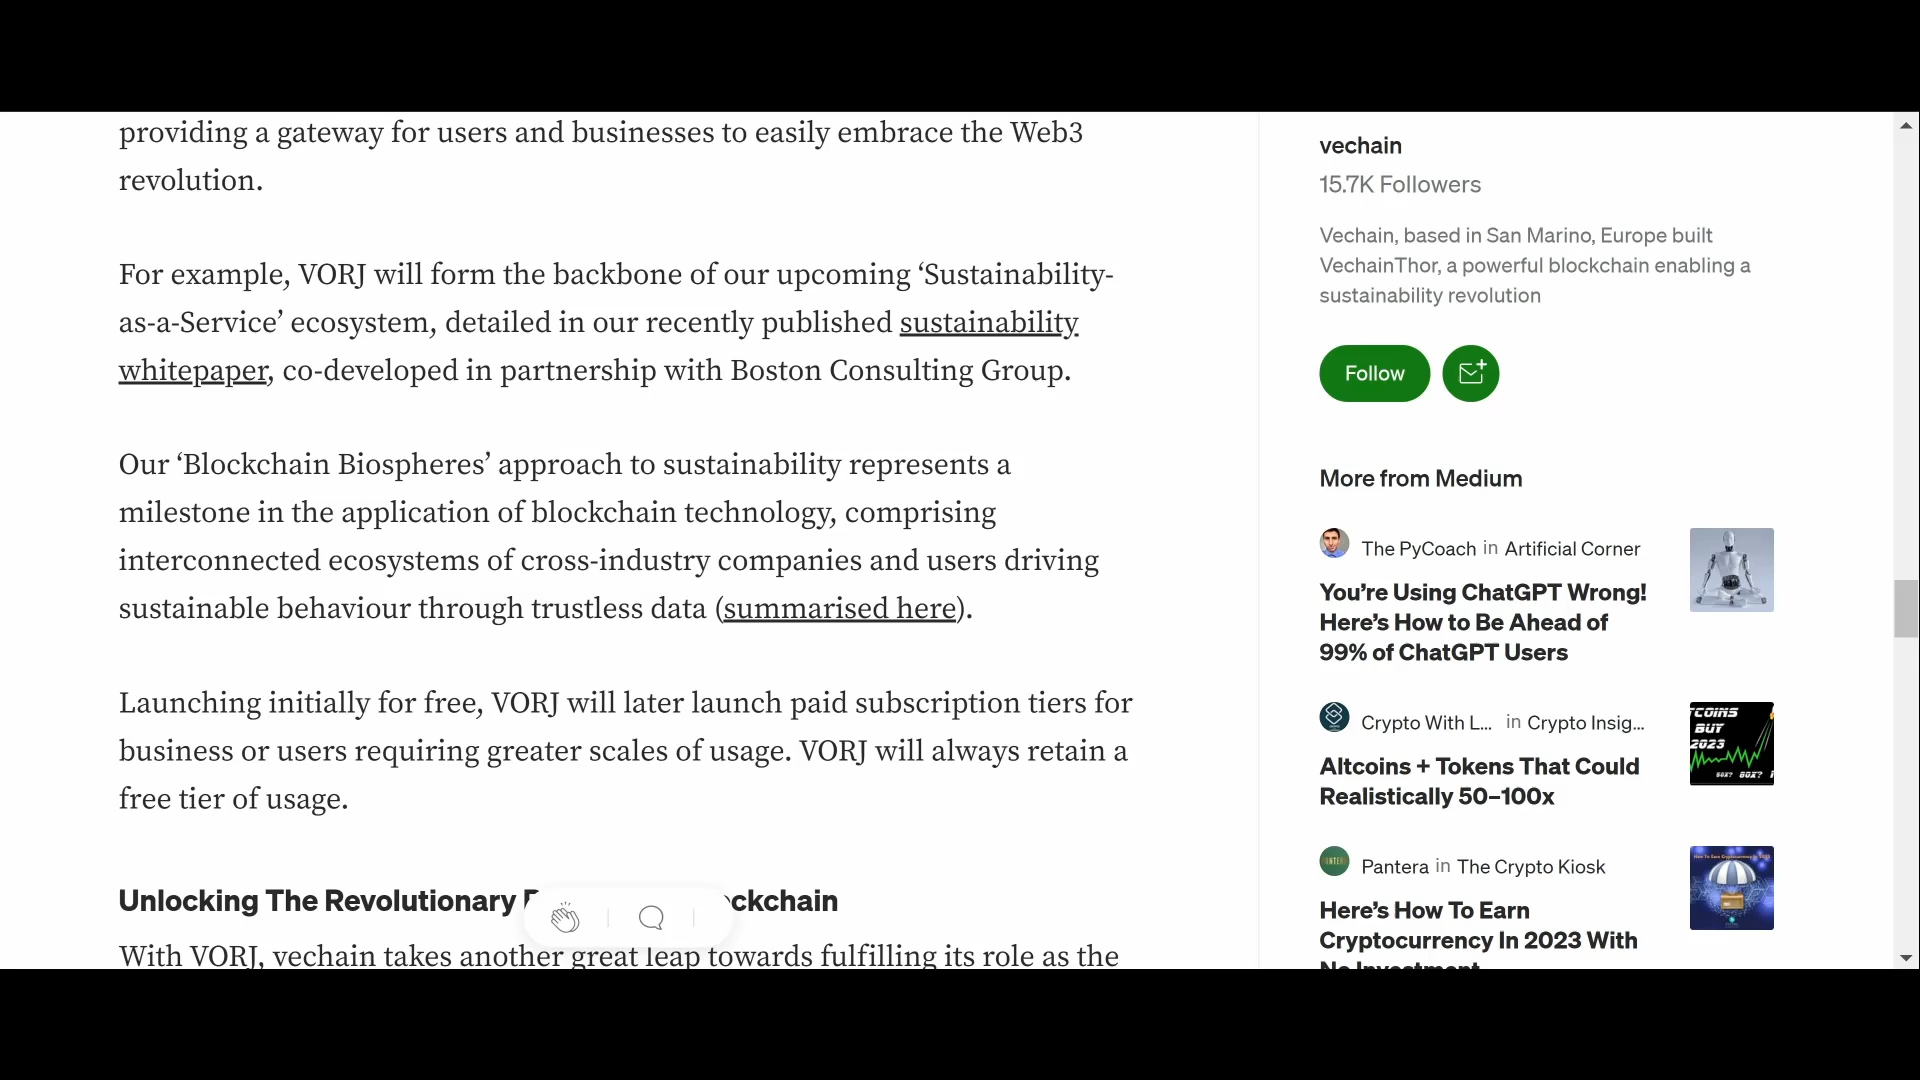 providing a gateway for users and businesses to easily embrace the Web3
revolution.
For example, VORJ will form the backbone of our upcoming ‘Sustainability-
as-a-Service’ ecosystem, detailed in our recently published sustainability
whitepaper, co-developed in partnership with Boston Consulting Group.
Our ‘Blockchain Biospheres’ approach to sustainability represents a
milestone in the application of blockchain technology, comprising
interconnected ecosystems of cross-industry companies and users driving
sustainable behaviour through trustless data (summarised here).
Launching initially for free, VORJ will later launch paid subscription tiers for
business or users requiring greater scales of usage. VORJ will always retain a
free tier of usage.
Unlocking The Revolutionary ckchain
With VORJ, vechain takes another great leap towards fulfilling its role as the
vechain
15.7K Followers
Vechain, based in San Marino, Europe built
VechainThor, a powerful blockchain enabling a
sustainability revolution
Follow
More from Medium
The PyCoach in Artificial Corner
You’re Using ChatGPT Wrong!
Here’s How to Be Ahead of
99% of ChatGPT Users
Crypto With L... in Crypto Insig...
Altcoins + Tokens That Could
Realistically 50–100x
TCOINS
BUY
2023
50X? 80X?
Pantera in The Crypto Kiosk
Here’s How To Earn
Cryptocurrency In 2023 With
No Investment